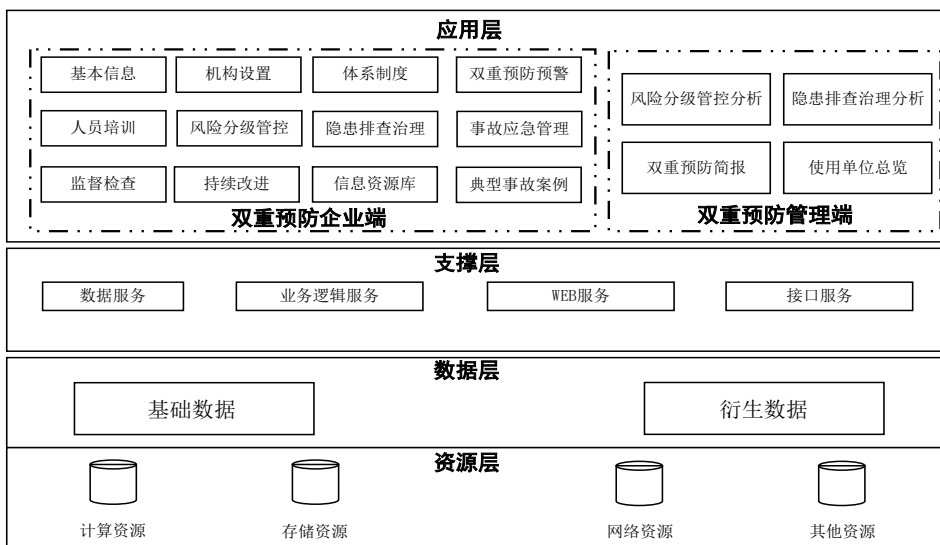 应用层
基本信息 机构设置 体系制度 双重预防预警
人员培训 风险分级管控 隐患排查治理 事故应急管理
监督检查 持续改进 信息资源库 典型事故案例
双重预防企业端
风险分级管控分析 隐患排查治理分析
双重预防简报 使用单位总览
双重预防管理端
支撑层
数据服务 业务逻辑服务 WEB服务 接口服务
数据层
基础数据 衍生数据
资源层
计算资源 存储资源 网络资源 其他资源